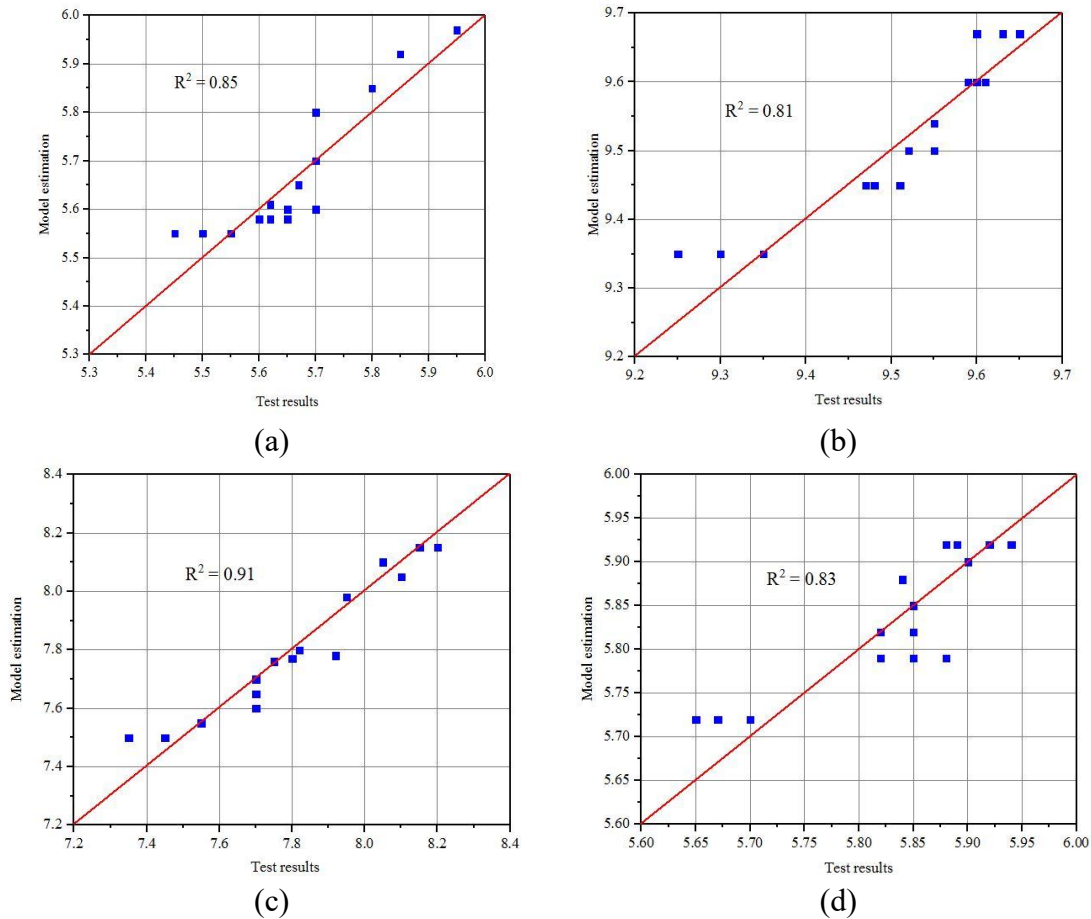 6.0
5.9
5.8
5.7
5.6
5.5
5.4
5.3
Model estimation
R² = 0.85
5.3 5.4 5.5 5.6 5.7 5.8 5.9 6.0
Test results
(a)
9.7
9.6
9.5
9.4
9.3
9.2
Model estimation
R² = 0.81
9.2 9.3 9.4 9.5 9.6 9.7
Test results
(b)
8.4
8.2
8.0
7.8
7.6
7.4
7.2
Model estimation
R² = 0.91
7.2 7.4 7.6 7.8 8.0 8.2 8.4
Test results
(c)
6.00
5.95
5.90
5.85
5.80
5.75
5.70
5.65
5.60
Model estimation
R² = 0.83
5.60 5.65 5.70 5.75 5.80 5.85 5.90 5.95 6.00
Test results
(d)